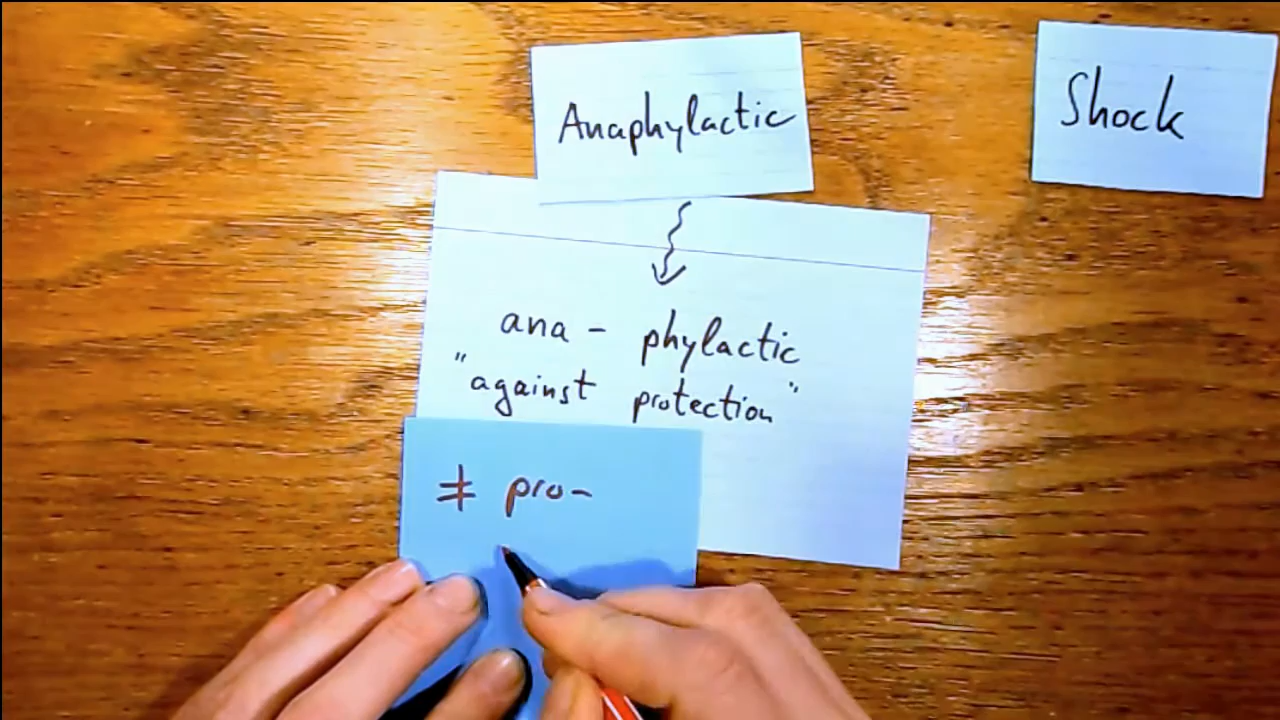 Anaphylactic
Shock
ana - phylactic
"against protection"
≠ pro-